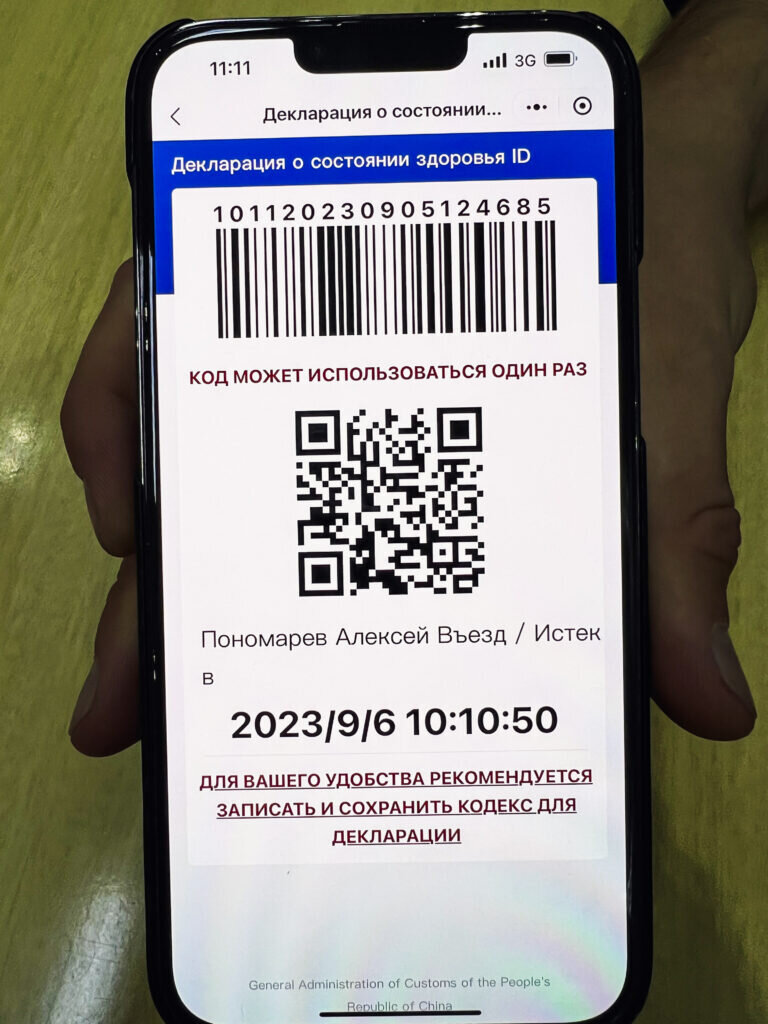 11:11 3G
Декларация о состоянии...
Декларация о состоянии здоровья ID
101120230905124685
КОД МОЖЕТ ИСПОЛЬЗОВАТЬСЯ ОДИН РАЗ
Пономарев Алексей Въезд / Истек
в
2023/9/6 10:10:50
ДЛЯ ВАШЕГО УДОБСТВА РЕКОМЕНДУЕТСЯ
ЗАПИСАТЬ И СОХРАНИТЬ КОДЕКС ДЛЯ
ДЕКЛАРАЦИИ
General Administration of Customs of the People's
Republic of China